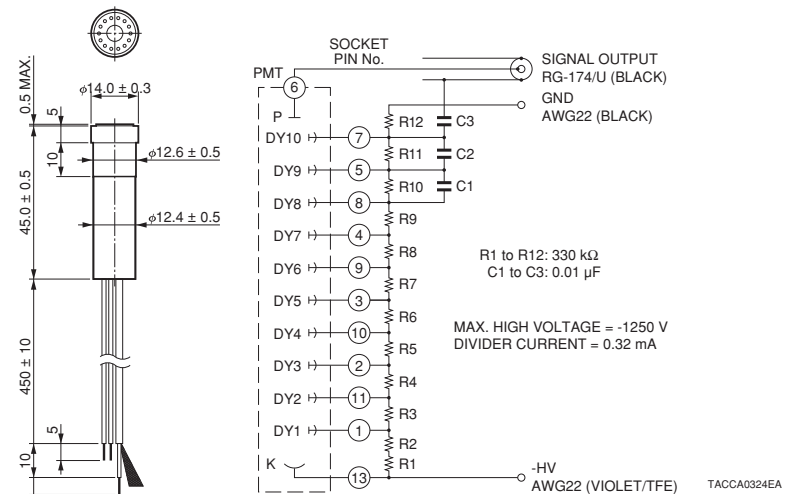 SOCKET
PIN No.
SIGNAL OUTPUT
RG-174/U (BLACK)
PMT
6
GND
AWG22 (BLACK)
0.5 MAX.
ϕ14.0 ± 0.3
5
P
R12
C3
DY10
7
10
ϕ12.6 ± 0.5
R11
C2
DY9
5
R10
C1
DY8
8
45.0 ± 0.5
ϕ12.4 ± 0.5
R9
DY7
4
R8
R1 to R12: 330 kΩ
C1 to C3: 0.01 µF
DY6
9
R7
DY5
3
R6
MAX. HIGH VOLTAGE = -1250 V
DIVIDER CURRENT = 0.32 mA
DY4
10
R5
DY3
2
450 ± 10
R4
DY2
11
R3
DY1
1
5
R2
10
K
R1
13
-HV
AWG22 (VIOLET/TFE)
TACCA0324EA